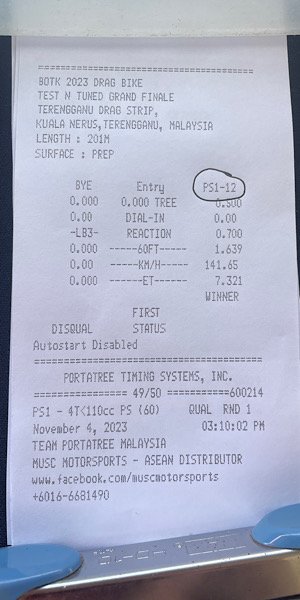 ==========================================
BOTK 2023 DRAG BIKE
TEST N TUNED GRAND FINALE
TERENGGANU DRAG STRIP,
KUALA NERUS,TERENGGANU, MALAYSIA
LENGTH : 201M
SURFACE : PREP
BYE Entry PS1-12
0.000 0.000 TREE 0.500
0.00 DIAL-IN 0.00
-LB3- REACTION 0.700
0.000 ------60FT------ 1.639
0.00 ------KM/H------ 141.65
0.000 -------ET------- 7.321
WINNER
FIRST
DISQUAL STATUS
Autostart Disabled
==========================================
PORTATREE TIMING SYSTEMS, INC.
============== 49/50 ===========600214
PS1 - 4T(110cc PS (60) QUAL RND 1
November 4, 2023 03:10:02 PM
TEAM PORTATREE MALAYSIA
MUSC MOTORSPORTS - ASEAN DISTRIBUTOR
www.facebook.com/muscmotorsports
+6016-6681490